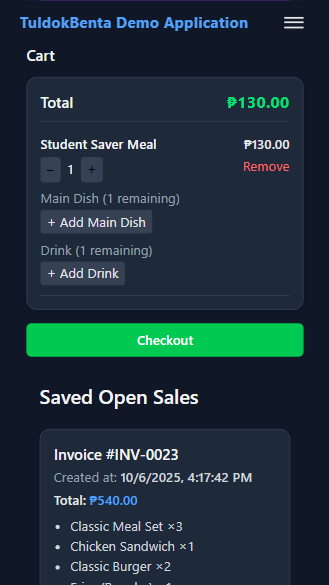 TuldokBenta Demo Application
Cart
Total ₱130.00
Student Saver Meal ₱130.00
− 1 + Remove
Main Dish (1 remaining)
+ Add Main Dish
Drink (1 remaining)
+ Add Drink
Checkout
Saved Open Sales
Invoice #INV-0023
Created at: 10/6/2025, 4:17:42 PM
Total: ₱540.00
• Classic Meal Set ×3
• Chicken Sandwich ×1
• Classic Burger ×2